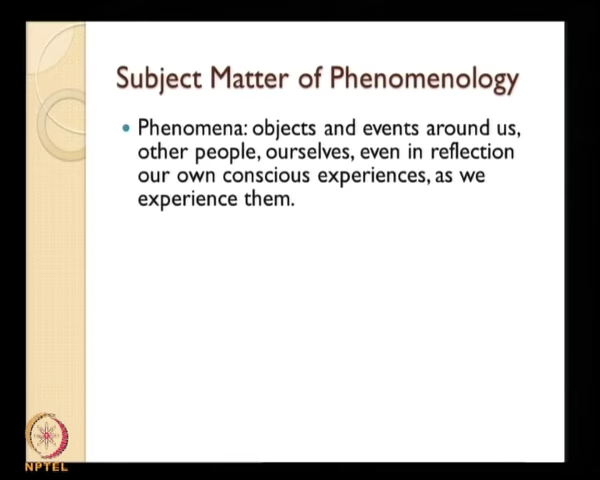 Subject Matter of Phenomenology
• Phenomena: objects and events around us,
other people, ourselves, even in reflection
our own conscious experiences, as we
experience them.
NPTEL